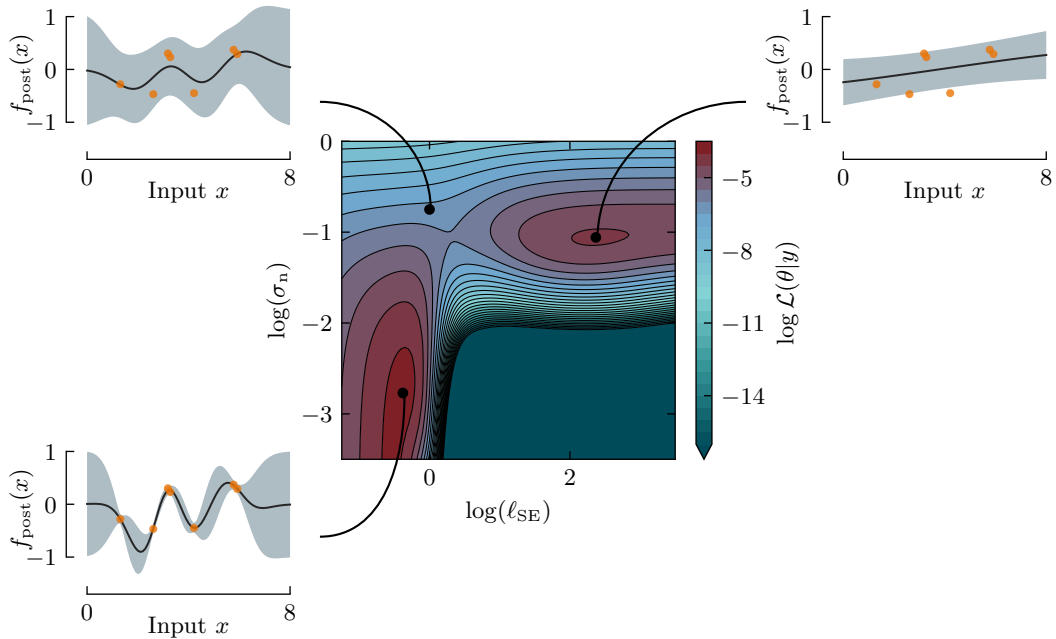 1
0
−1
f_post(x)
0
8
Input x
1
0
−1
f_post(x)
0
8
Input x
0
−1
−2
−3
log(σ_n)
0
2
log(ℓ_SE)
−5
−8
−11
−14
log ℒ(θ|y)
1
0
−1
f_post(x)
0
8
Input x